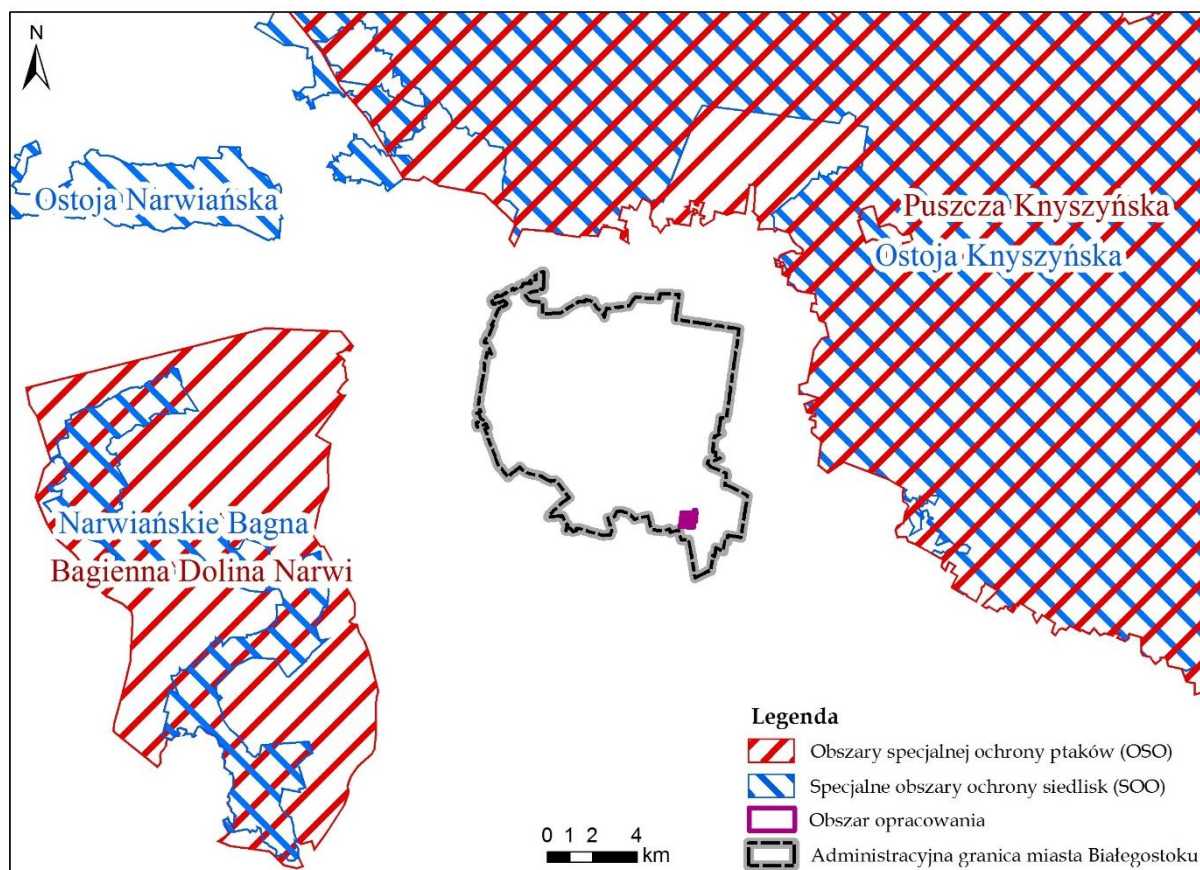 N
Ostoja Narwiańska
Puszcza Knyszyńska
Ostoja Knyszyńska
Narwiańskie Bagna
Bagienna Dolina Narwi
Legenda
Obszary specjalnej ochrony ptaków (OSO)
Specjalne obszary ochrony siedlisk (SOO)
Obszar opracowania
Administracyjna granica miasta Białegostoku
0 1 2 4
km